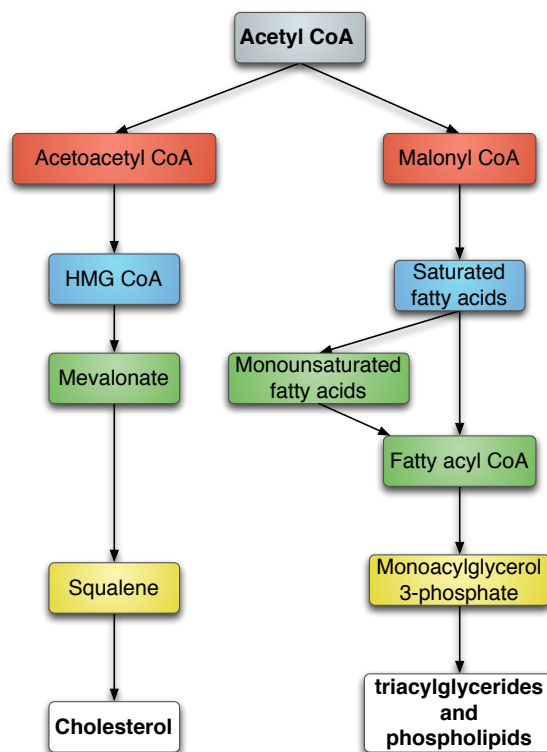 Acetyl CoA
Acetoacetyl CoA
Malonyl CoA
HMG CoA
Saturated
fatty acids
Mevalonate
Monounsaturated
fatty acids
Fatty acyl CoA
Squalene
Monoacylglycerol
3-phosphate
Cholesterol
triacylglycerides
and
phospholipids